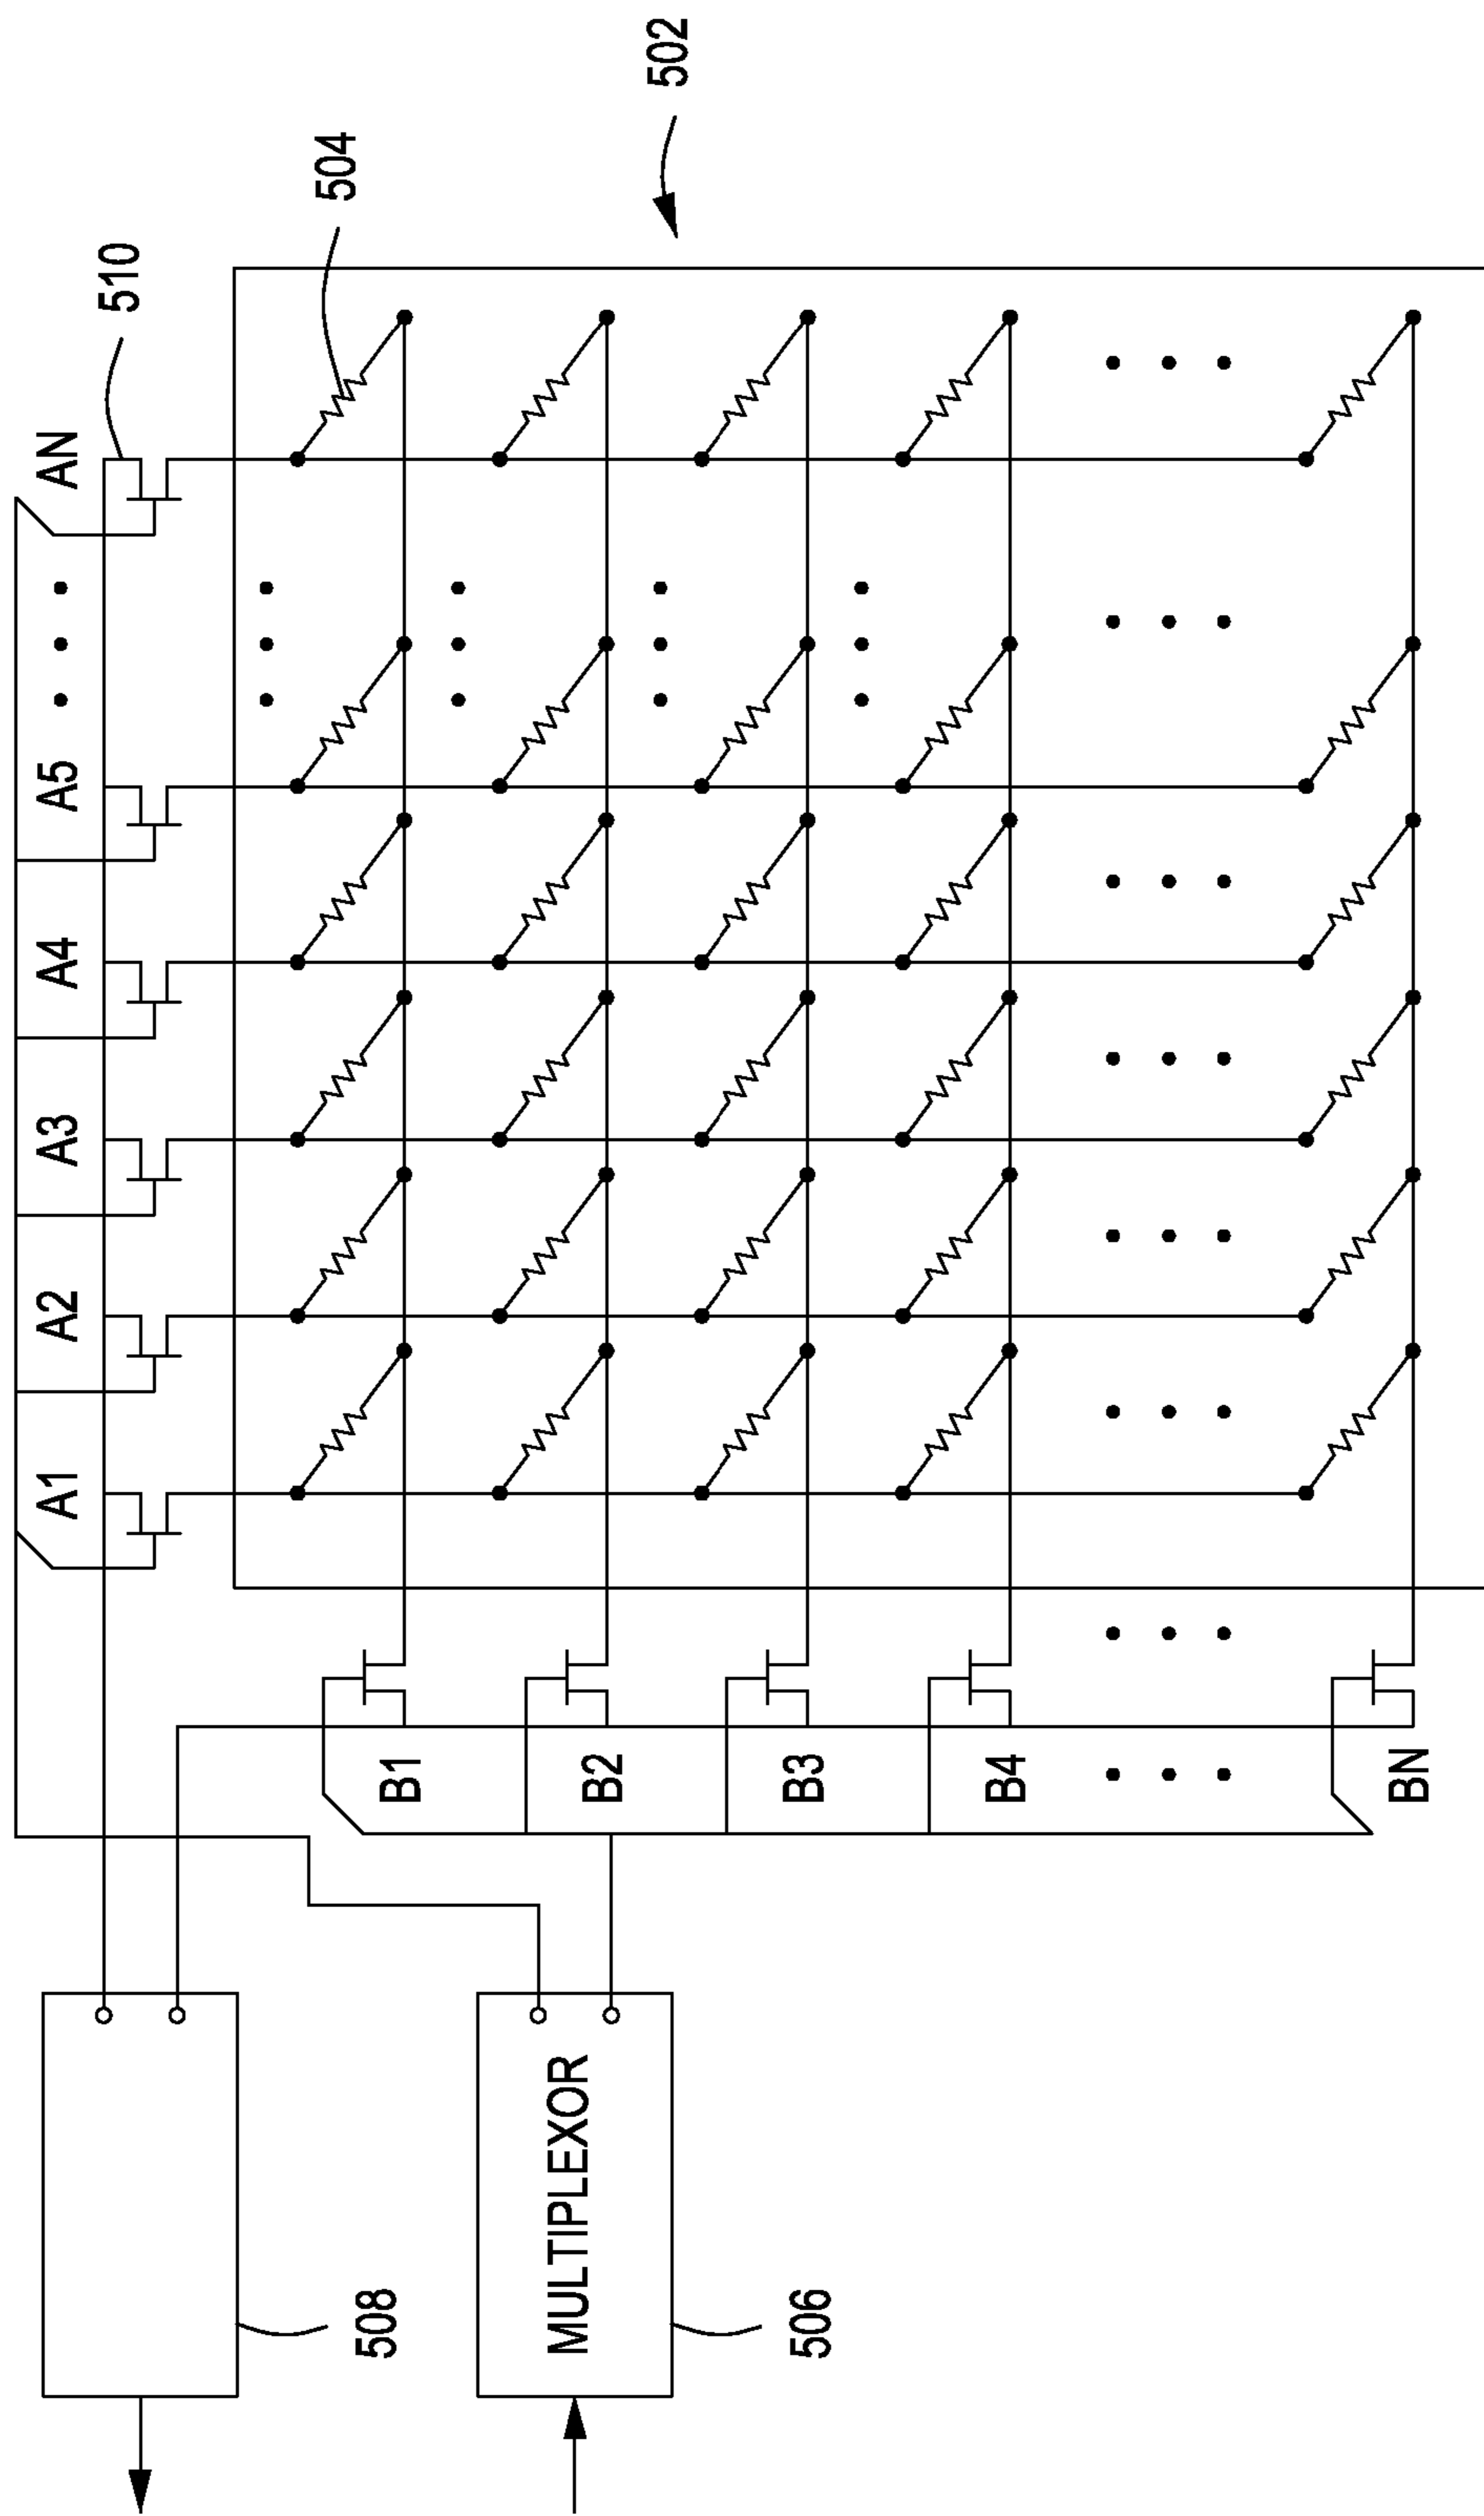 502
504
510
A1
A2
A3
A4
A5
AN
B1
B2
B3
B4
BN
508
MULTIPLEXOR
506